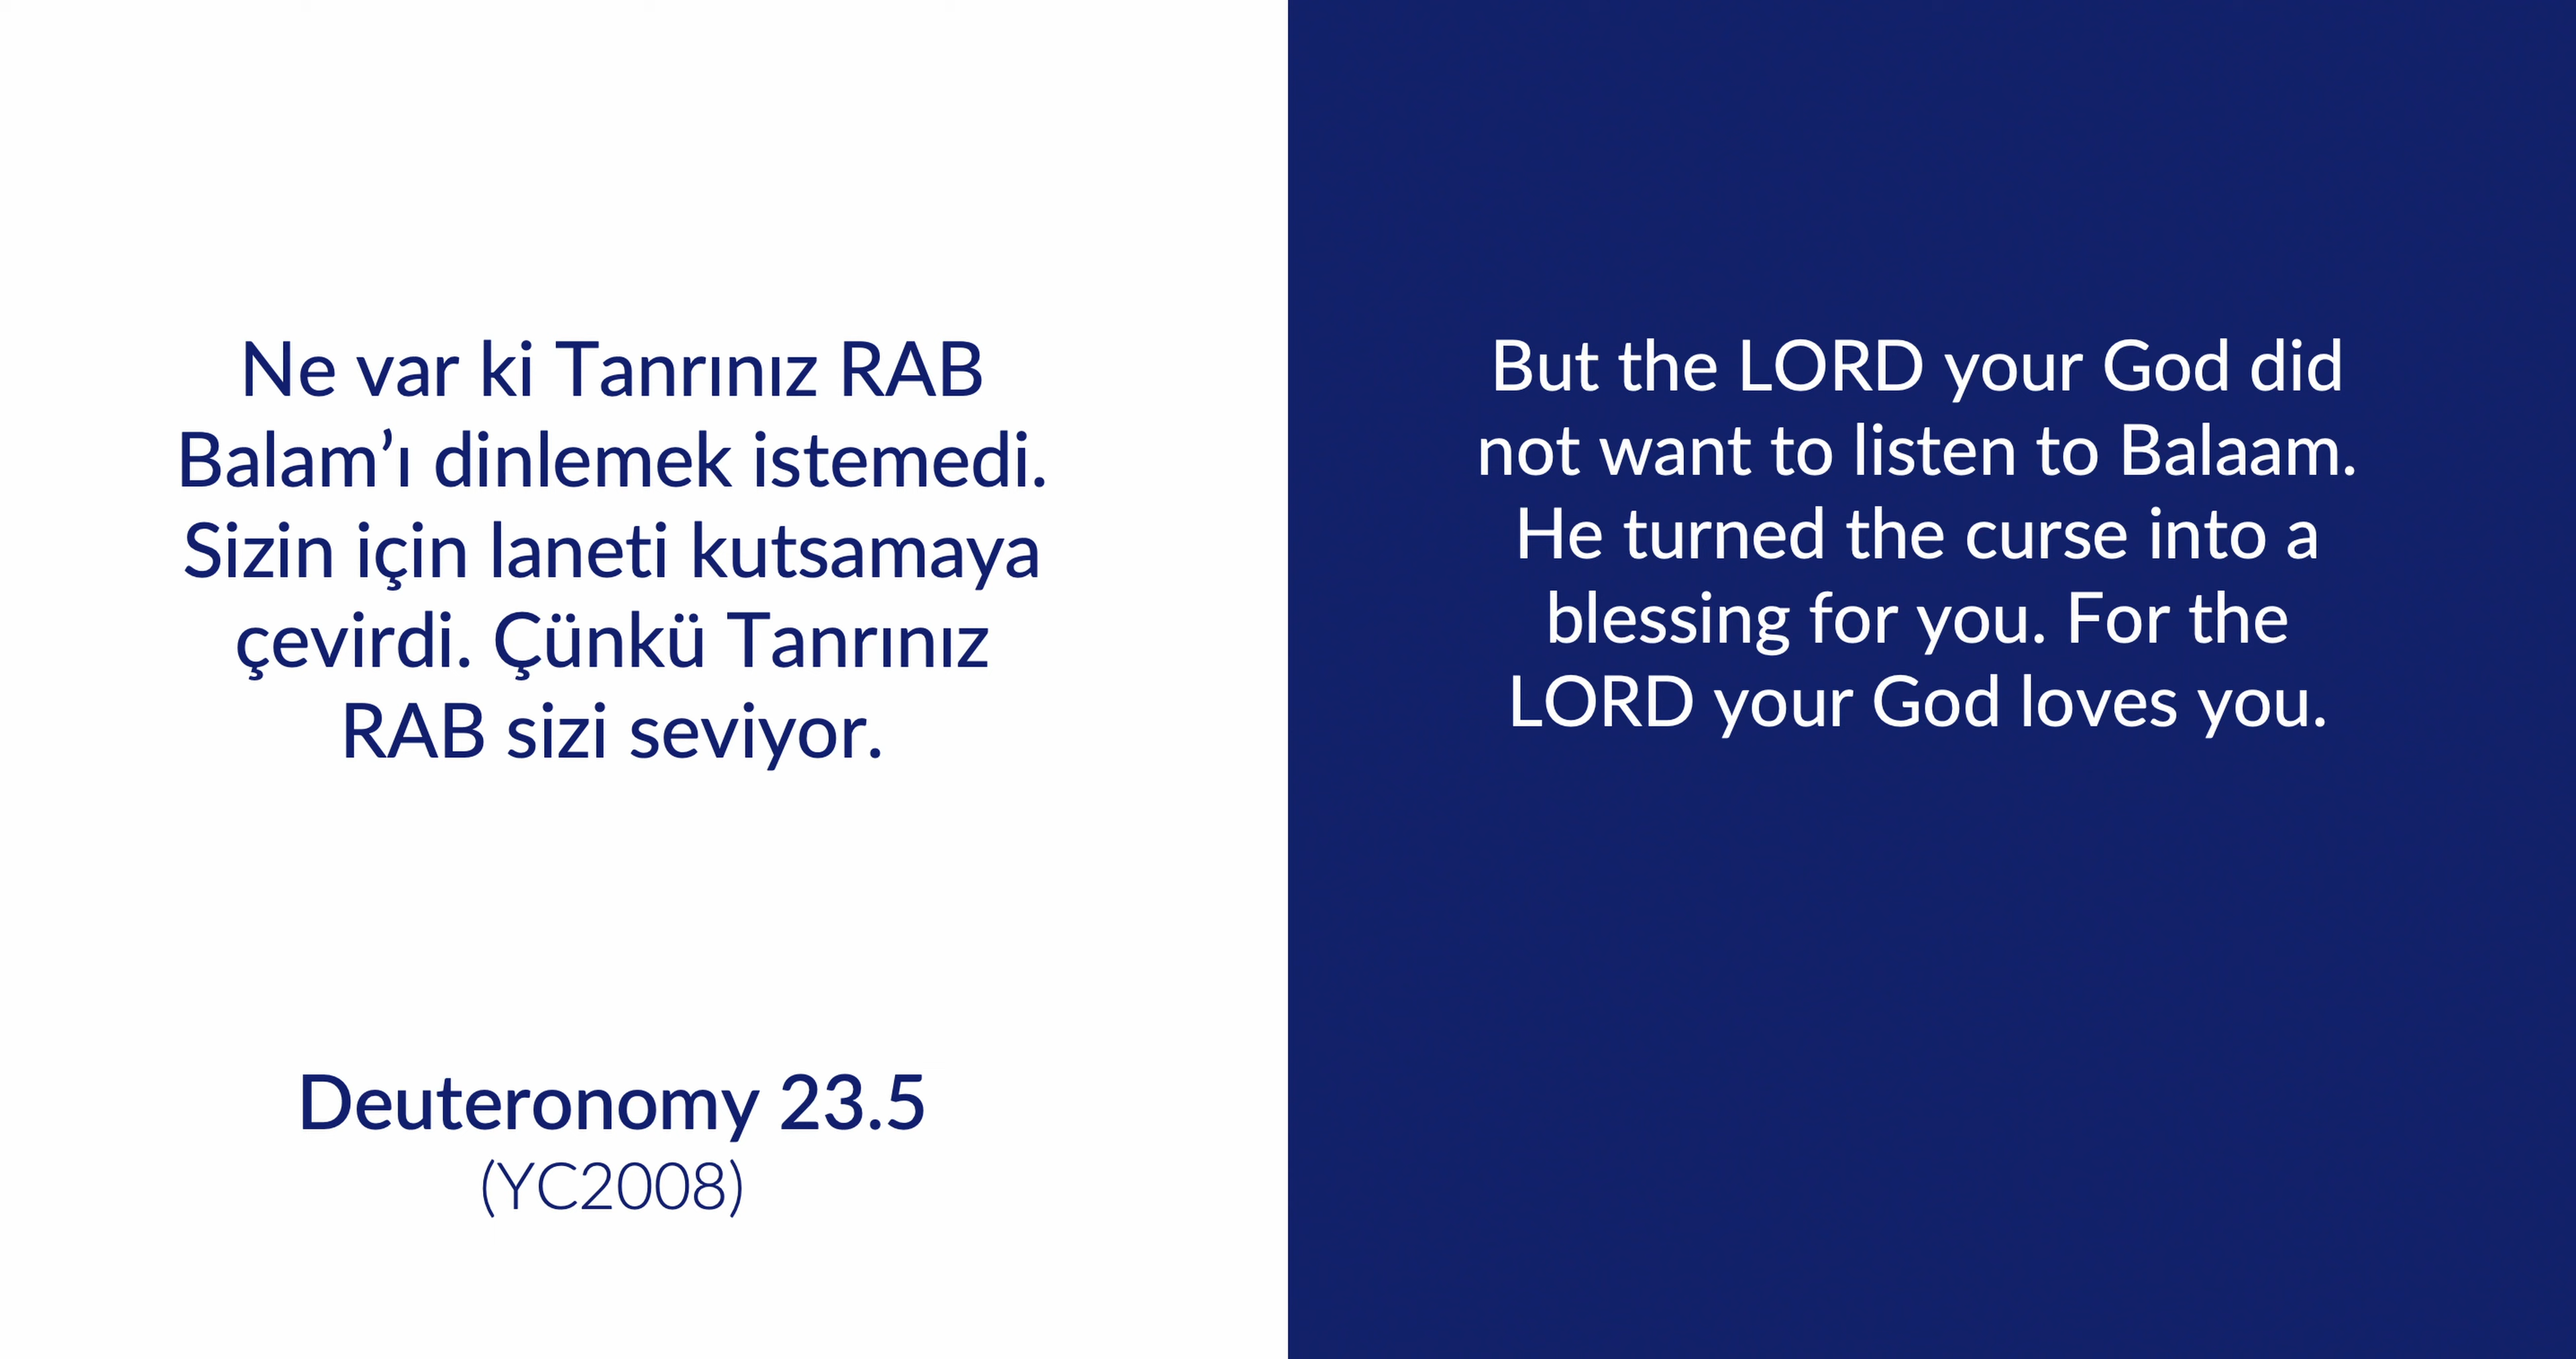 Ne var ki Tanrınız RAB
Balam’ı dinlemek istemedi.
Sizin için laneti kutsamaya
çevirdi. Çünkü Tanrınız
RAB sizi seviyor.
Deuteronomy 23.5
(YC2008)
But the LORD your God did
not want to listen to Balaam.
He turned the curse into a
blessing for you. For the
LORD your God loves you.